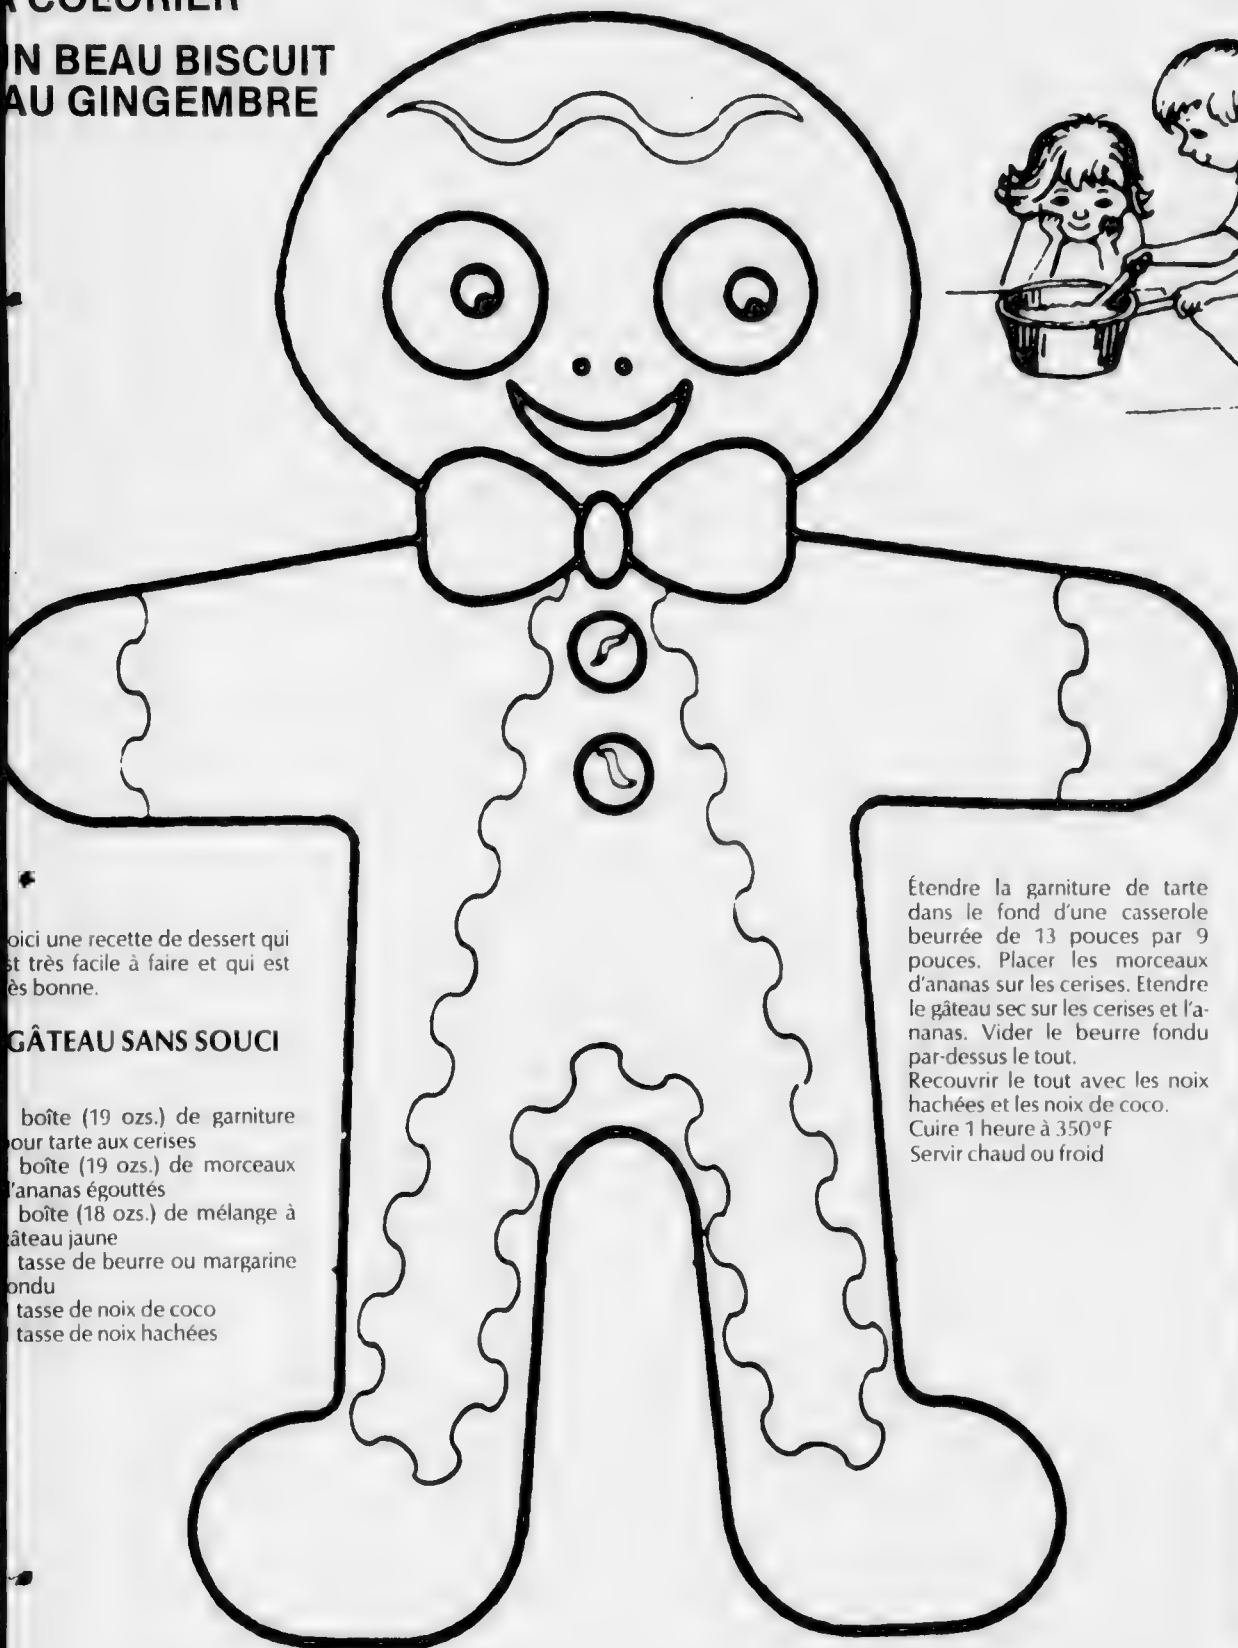 À COLORIER
UN BEAU BISCUIT
AU GINGEMBRE
oici une recette de dessert qui
st très facile à faire et qui est
ès bonne.
GÂTEAU SANS SOUCI
boîte (19 ozs.) de garniture
our tarte aux cerises
boîte (19 ozs.) de morceaux
'ananas égouttés
boîte (18 ozs.) de mélange à
âteau jaune
tasse de beurre ou margarine
ondu
tasse de noix de coco
tasse de noix hachées
Étendre la garniture de tarte
dans le fond d'une casserole
beurrée de 13 pouces par 9
pouces. Placer les morceaux
d'ananas sur les cerises. Etendre
le gâteau sec sur les cerises et l'a-
nanas. Vider le beurre fondu
par-dessus le tout.
Recouvrir le tout avec les noix
hachées et les noix de coco.
Cuire 1 heure à 350°F
Servir chaud ou froid